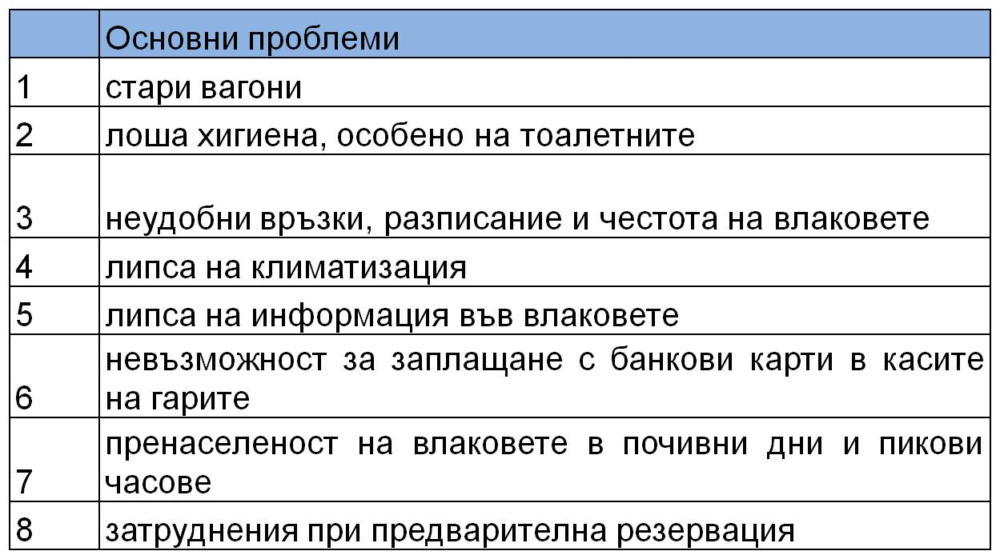 Основни проблеми
1 стари вагони
2 лоша хигиена, особено на тоалетните
3 неудобни връзки, разписание и честота на влаковете
4 липса на климатизация
5 липса на информация във влаковете
невъзможност за заплащане с банкови карти в касите
6 на гарите
пренаселеност на влаковете в почивни дни и пикови
7 часове
8 затруднения при предварителна резервация